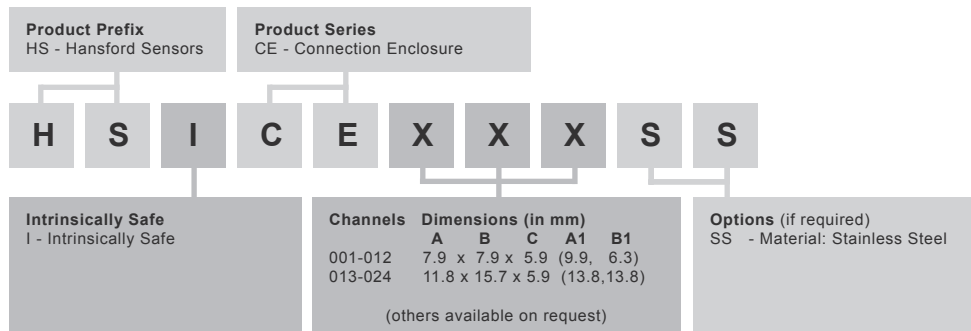 Product Prefix
HS - Hansford Sensors
Product Series
CE - Connection Enclosure
H S I C E X X X S S
Intrinsically Safe
I - Intrinsically Safe
Channels Dimensions (in mm)
A B C A1 B1
001-012 7.9 x 7.9 x 5.9 (9.9, 6.3)
013-024 11.8 x 15.7 x 5.9 (13.8,13.8)
(others available on request)
Options (if required)
SS - Material: Stainless Steel